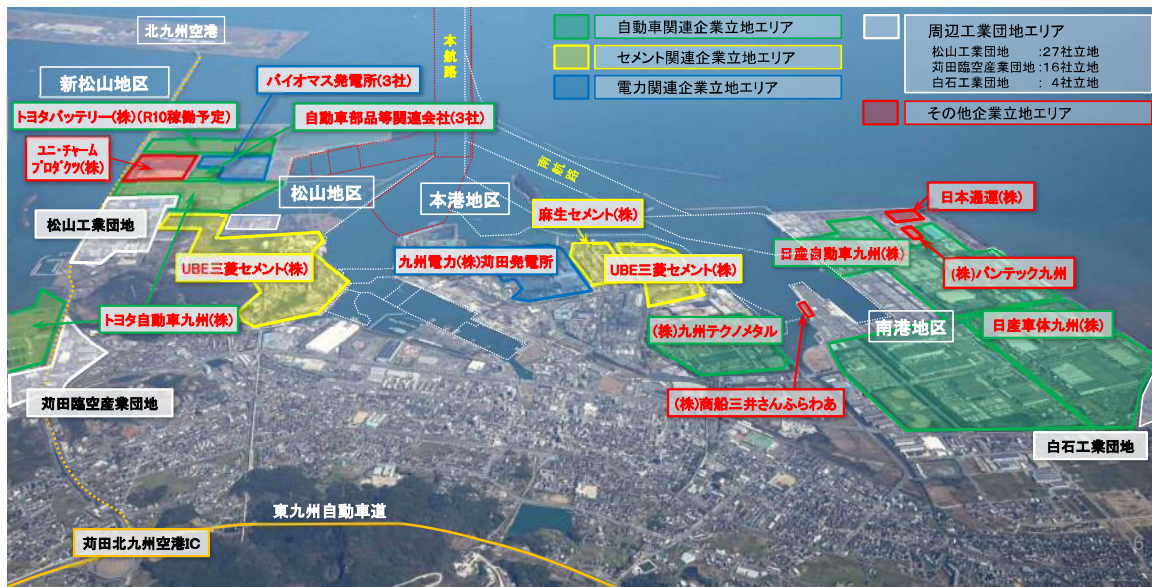 北九州空港
新松山地区
バイオマス発電所(3社)
トヨタバッテリー(株)(R10稼働予定)
自動車部品等関連会社(3社)
ユニ・チャーム
プロダクツ(株)
松山地区
松山工業団地
UBE三菱セメント(株)
トヨタ自動車九州(株)
苅田臨空産業団地
本航路
南航路
本港地区
麻生セメント(株)
九州電力(株)苅田発電所
UBE三菱セメント(株)
(株)九州テクノメタル
自動車関連企業立地エリア
セメント関連企業立地エリア
電力関連企業立地エリア
周辺工業団地エリア
松山工業団地 :27社立地
苅田臨空産業団地:16社立地
白石工業団地 : 4社立地
その他企業立地エリア
日本通運(株)
日産自動車九州(株)
(株)バンテック九州
南港地区
日産車体九州(株)
(株)商船三井さんふらわあ
白石工業団地
東九州自動車道
苅田北九州空港IC
6